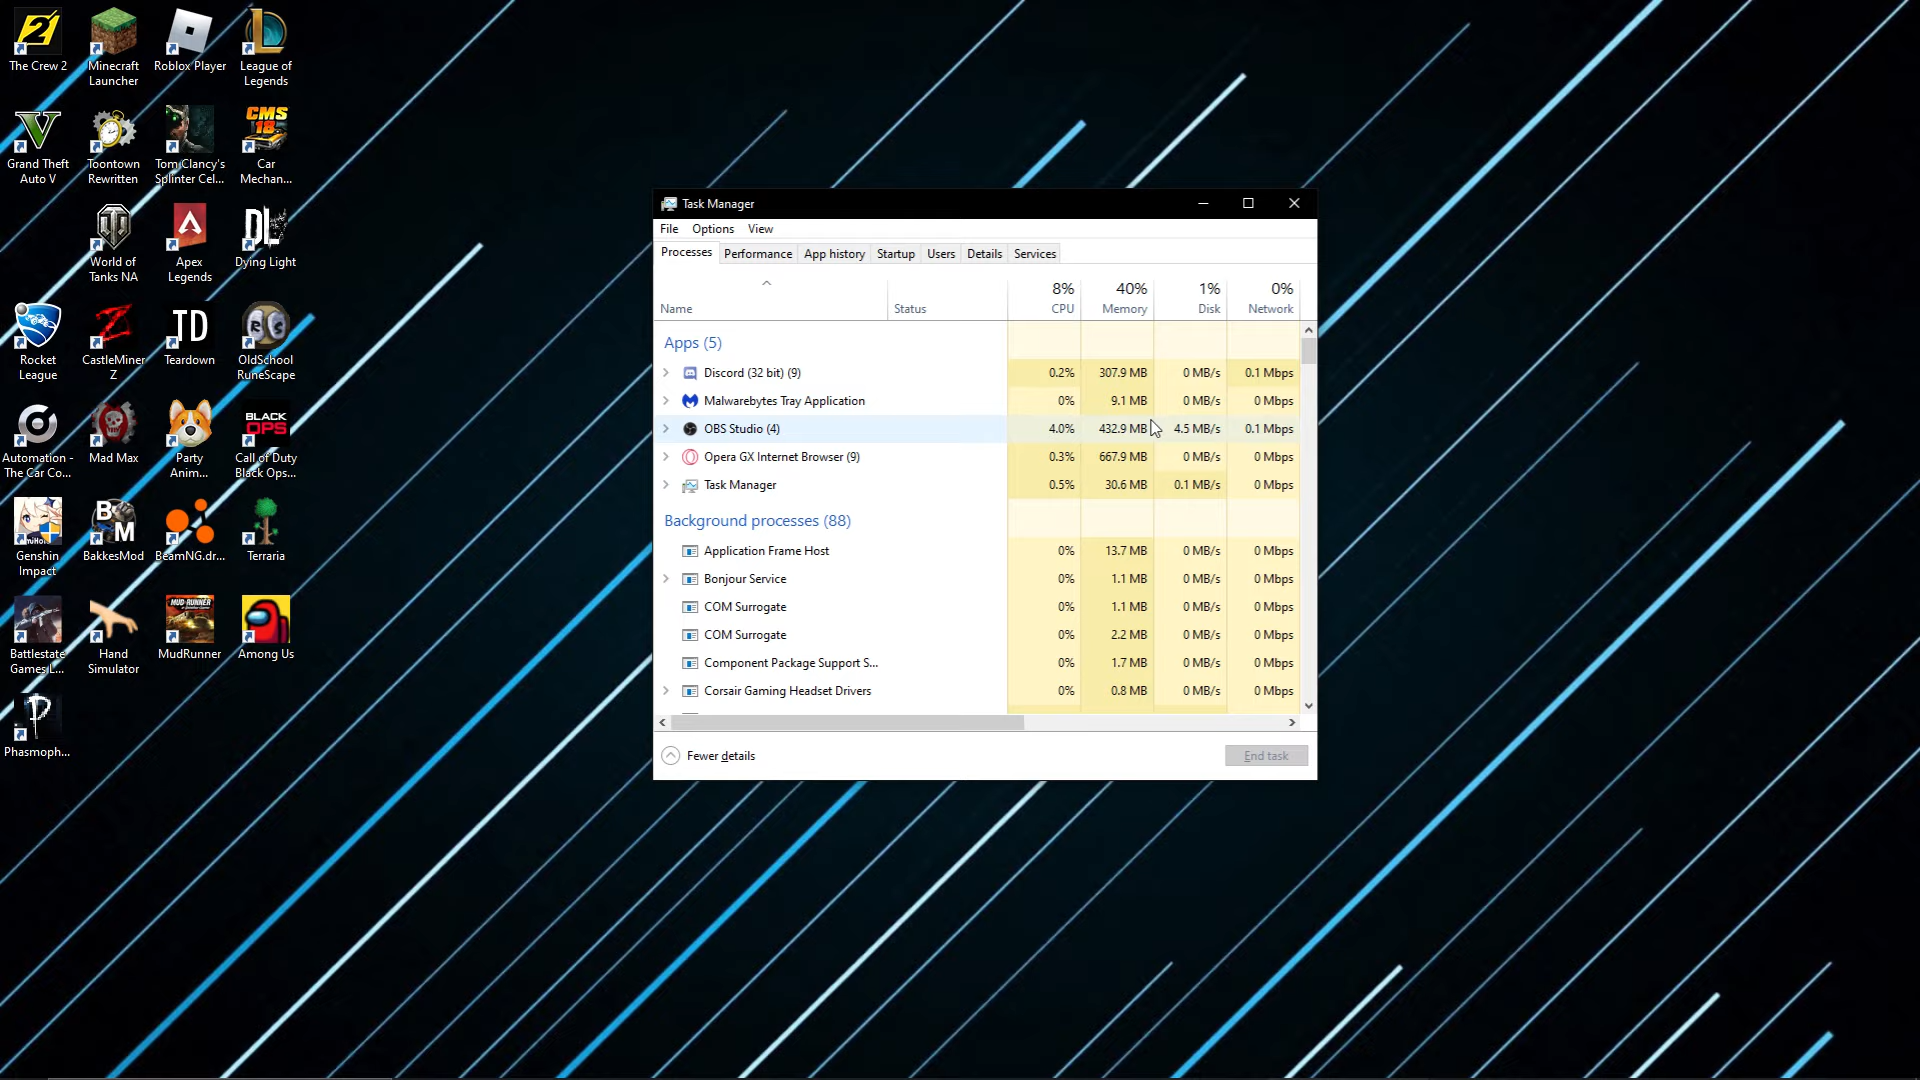 The Crew 2
Minecraft
Launcher
Roblox Player
League of
Legends
Grand Theft
Auto V
Toontown
Rewritten
Tom Clancy's
Splinter Cel...
CMS
18
Car
Mechan...
World of
Tanks NA
Apex
Legends
DL
Dying Light
Rocket
League
CastleMiner
Z
TD
Teardown
RS
OldSchool
RuneScape
Automation -
The Car Co...
Mad Max
Party
Anim...
BLACK
OPS
Call of Duty
Black Ops...
Genshin
Impact
BM
BakkesMod
BeamNG.dr...
Terraria
Battlestate
Games L...
Hand
Simulator
MUDRUNNER
MudRunner
Among Us
Phasmoph...
Task Manager
File Options View
Processes Performance App history Startup Users Details Services
8% 40% 1% 0%
Name Status CPU Memory Disk Network
Apps (5)
Discord (32 bit) (9) 0.2% 307.9 MB 0 MB/s 0.1 Mbps
Malwarebytes Tray Application 0% 9.1 MB 0 MB/s 0 Mbps
OBS Studio (4) 4.0% 432.9 MB 4.5 MB/s 0.1 Mbps
Opera GX Internet Browser (9) 0.3% 667.9 MB 0 MB/s 0 Mbps
Task Manager 0.5% 30.6 MB 0.1 MB/s 0 Mbps
Background processes (88)
Application Frame Host 0% 13.7 MB 0 MB/s 0 Mbps
Bonjour Service 0% 1.1 MB 0 MB/s 0 Mbps
COM Surrogate 0% 1.1 MB 0 MB/s 0 Mbps
COM Surrogate 0% 2.2 MB 0 MB/s 0 Mbps
Component Package Support S... 0% 1.7 MB 0 MB/s 0 Mbps
Corsair Gaming Headset Drivers 0% 0.8 MB 0 MB/s 0 Mbps
Fewer details
End task